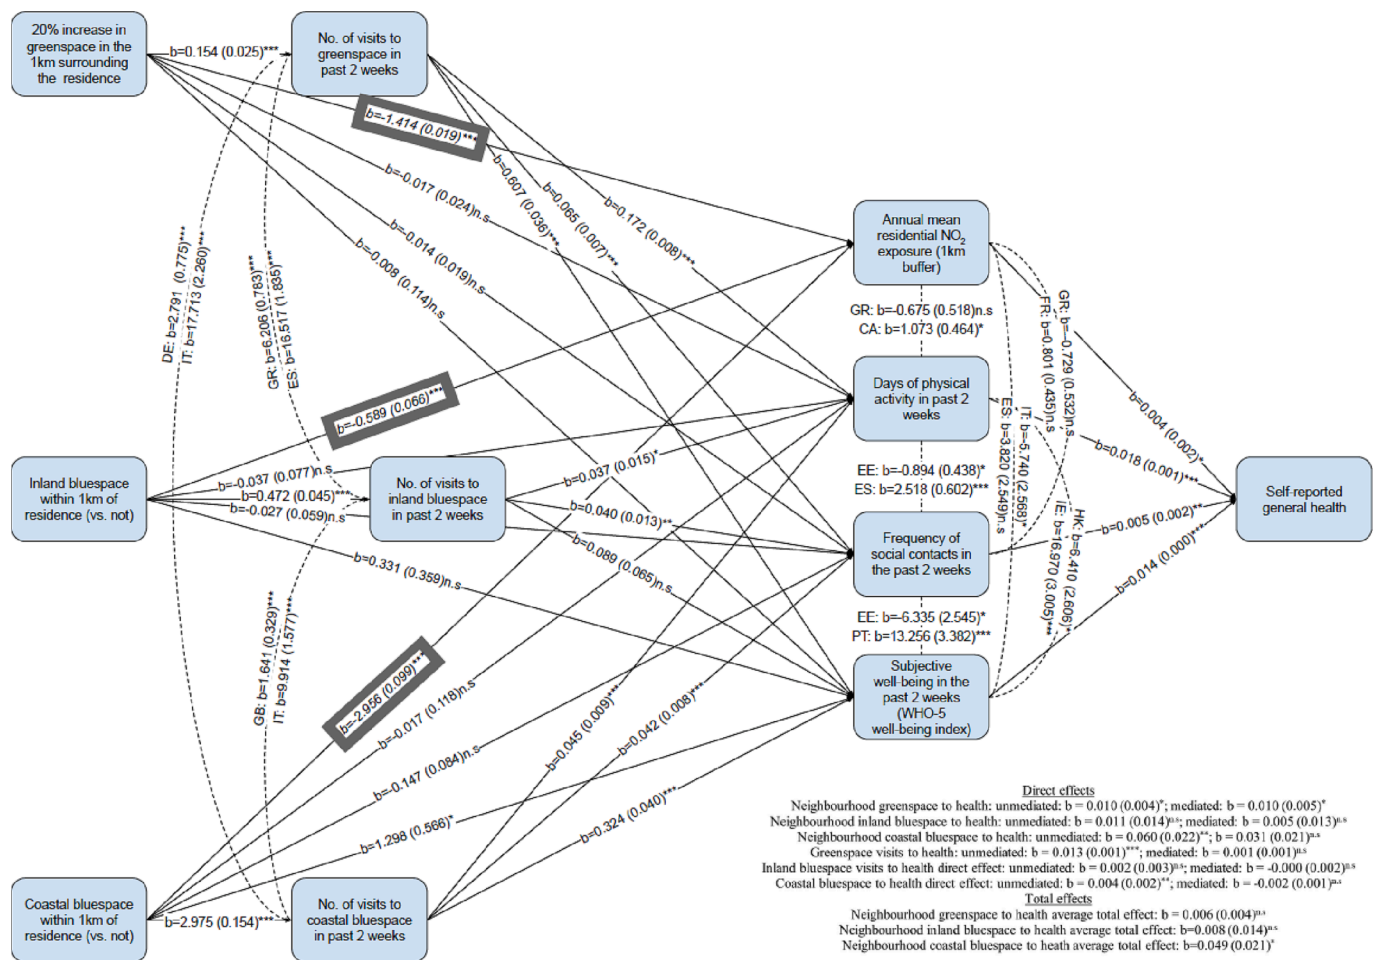 20% increase in
greenspace in the
1km surrounding
the residence
b=0.154 (0.025)***
No. of visits to
greenspace in
past 2 weeks
b=-1.414 (0.019)***
b=-0.017 (0.024)n.s
b=-0.014 (0.019)n.s
b=-0.008 (0.114)n.s
b=0.607 (0.036)***
b=0.065 (0.007)***
b=0.172 (0.008)***
DE: b=2.791 (0.775)***
IT: b=17.713 (2.260)***
GR: b=6.206 (0.783)***
ES: b=16.517 (1.835)***
Annual mean
residential NO2
exposure (1km
buffer)
GR: b=-0.675 (0.518)n.s
CA: b=1.073 (0.464)*
Days of physical
activity in past 2
weeks
EE: b=-0.894 (0.438)*
ES: b=2.518 (0.602)***
Frequency of
social contacts in
the past 2 weeks
EE: b=-6.335 (2.545)*
PT: b=13.256 (3.382)***
Subjective
well-being in the
past 2 weeks
(WHO-5
well-being index)
GR: b=-0.729 (0.532)n.s
FR: b=0.801 (0.435)n.s
IT: b=-5.740 (2.568)*
ES: b=3.820 (2.549)n.s
HK: b=6.410 (2.606)*
IE: b=16.970 (3.005)***
b=0.004 (0.002)*
b=0.018 (0.001)***
b=0.005 (0.002)**
b=0.014 (0.000)***
Self-reported
general health
Inland bluespace
within 1km of
residence (vs. not)
b=-0.589 (0.066)***
b=-0.037 (0.077)n.s
b=0.472 (0.045)***
b=-0.027 (0.059)n.s
b=0.331 (0.359)n.s
No. of visits to
inland bluespace
in past 2 weeks
b=0.037 (0.015)*
b=0.040 (0.013)**
b=0.089 (0.065)n.s
GB: b=1.641 (0.329)***
IT: b=9.914 (1.577)***
b=-2.956 (0.099)***
b=-0.017 (0.118)n.s
b=-0.147 (0.084)n.s
b=1.298 (0.566)*
b=0.045 (0.009)***
b=0.042 (0.008)***
b=0.324 (0.040)***
Coastal bluespace
within 1km of
residence (vs. not)
b=2.975 (0.154)***
No. of visits to
coastal bluespace
in past 2 weeks
Direct effects
Neighbourhood greenspace to health: unmediated: b = 0.010 (0.004)*; mediated: b = 0.010 (0.005)*
Neighbourhood inland bluespace to health: unmediated: b = 0.011 (0.014)n.s; mediated: b = 0.005 (0.013)n.s
Neighbourhood coastal bluespace to health: unmediated: b = 0.060 (0.022)**; b = 0.031 (0.021)n.s
Greenspace visits to health: unmediated: b = 0.013 (0.001)***; mediated: b = 0.001 (0.001)n.s
Inland bluespace visits to health direct effect: unmediated: b = 0.002 (0.003)n.s; mediated: b = -0.000 (0.002)n.s
Coastal bluespace to health direct effect: unmediated: b = 0.004 (0.002)**; mediated: b = -0.002 (0.001)n.s
Total effects
Neighbourhood greenspace to health average total effect: b = 0.006 (0.004)n.s
Neighbourhood inland bluespace to health average total effect: b=0.008 (0.014)n.s
Neighbourhood coastal bluespace to heath average total effect: b=0.049 (0.021)*